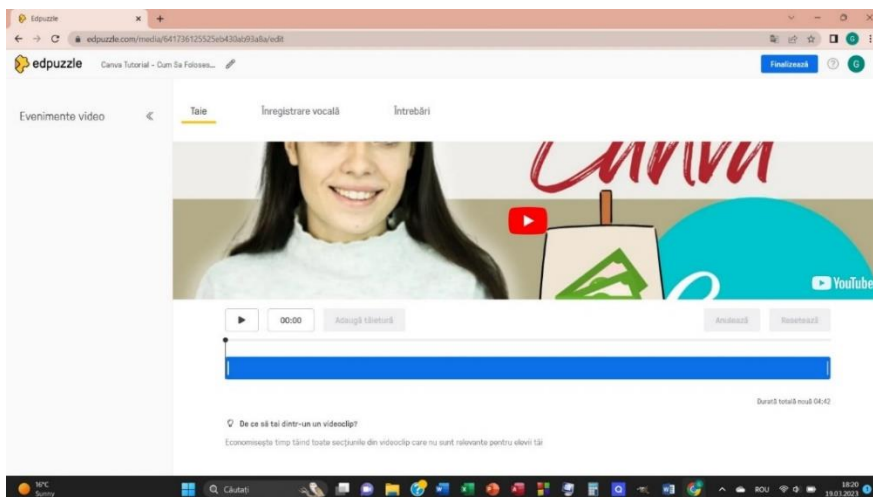 Edpuzzle
edpuzzle.com/media/641736125525eb430ab93a8a/edit
edpuzzle
Canva Tutorial - Cum Sa Foloses...
Finalizează
G
Evenimente video
Taie
Înregistrare vocală
Întrebări
Canva
YouTube
00:00
Adaugă tăietură
Anulează
Resetează
Durată totală nouă 04:42
De ce să tai dintr-un un videoclip?
Economisește timp tăind toate secțiunile din videoclip care nu sunt relevante pentru elevii tăi
16°C
Sunny
Căutați
ROU
18:20
19.03.2023